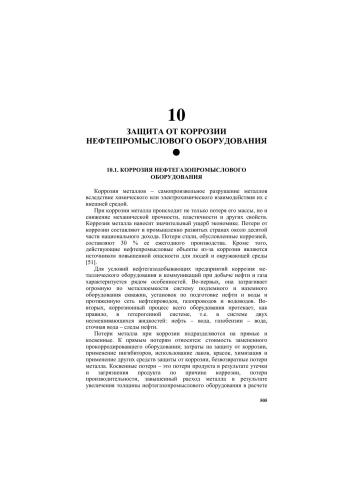 10
ЗАЩИТА ОТ КОРРОЗИИ
НЕФТЕПРОМЫСЛОВОГО ОБОРУДОВАНИЯ
10.1. КОРРОЗИЯ НЕФТЕГАЗОПРОМЫСЛОВОГО
ОБОРУДОВАНИЯ
Коррозия металлов – самопроизвольное разрушение металлов
вследствие химического или электрохимического взаимодействия их с
внешней средой.
При коррозии металла происходит не только потеря его массы, но и
снижение механической прочности, пластичности и других свойств.
Коррозия металла наносит значительный ущерб экономике. Потери от
коррозии составляют в промышленно развитых странах около десятой
части национального дохода. Потери стали, обусловленные коррозией,
составляют 30 % её ежегодного производства. Кроме того,
действующие нефтепромысловые объекты из-за коррозии являются
источником повышенной опасности для людей и окружающей среды
[51].
Для условий нефтегазодобывающих предприятий коррозия ме-
таллического оборудования и коммуникаций при добыче нефти и газа
характеризуется рядом особенностей. Во-первых, она затрагивает
огромную по металлоемкости систему подземного и наземного
оборудования скважин, установок по подготовке нефти и воды и
протяженную сеть нефтепроводов, газопроводов и водоводов. Во-
вторых, коррозионный процесс всего оборудования протекает, как
правило, в гетерогенной системе, т.е. в системе двух
несмешивающихся жидкостей: нефть - вода, газобензин - вода,
сточная вода – следы нефти.
Потери металла при коррозии подразделяются на прямые и
косвенные. К прямым потерям относятся: стоимость замененного
прокорродировавшего оборудования; затраты на защиту от коррозии,
применение ингибиторов, использование лаков, красок, химизация и
применение других средств защиты от коррозии, безвозвратные потери
металла. Косвенные потери – это потери продукта в результате утечки
и загрязнения продукта по причине коррозии, потери
производительности, завышенный расход металла в результате
увеличения толщины нефтегазопромыслового оборудования в расчете
505